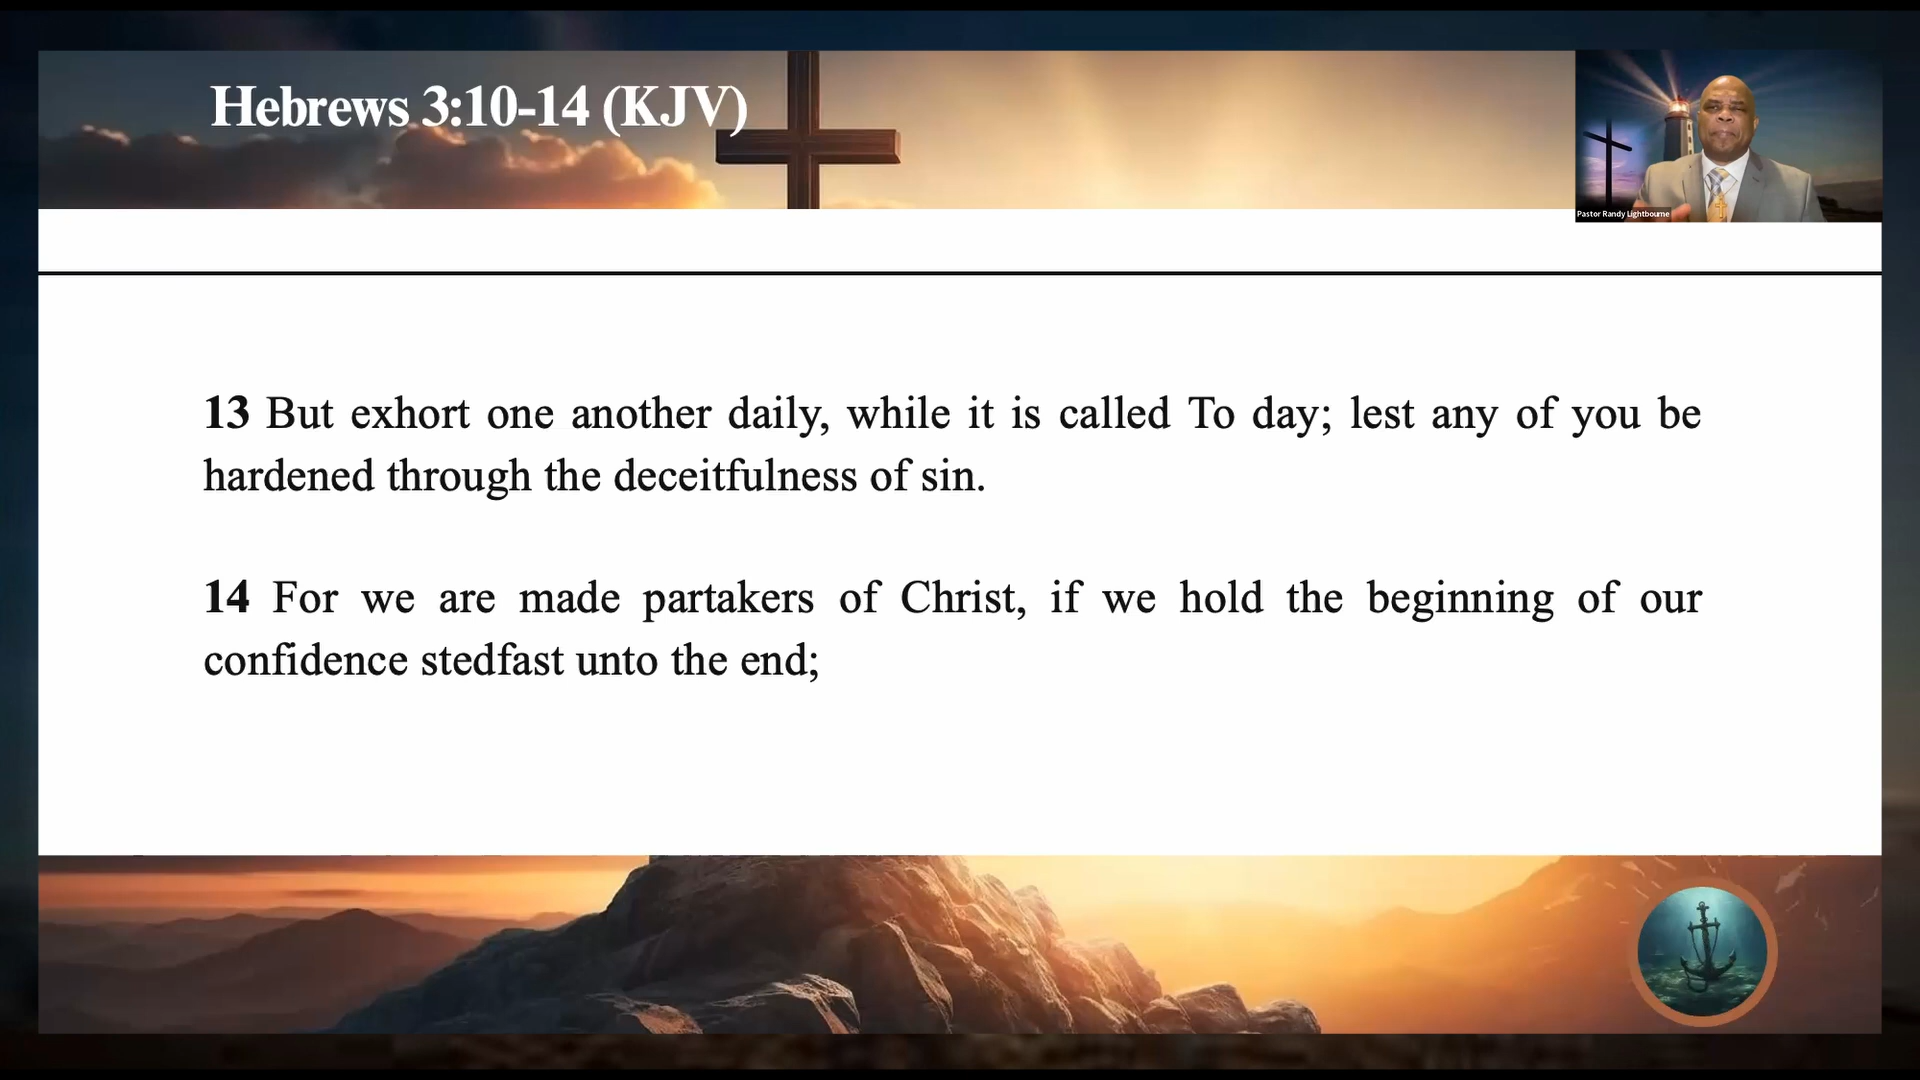 Hebrews 3:10-14 (KJV)
Pastor Randy Lightbourne
13 But exhort one another daily, while it is called To day; lest any of you be
hardened through the deceitfulness of sin.
14 For we are made partakers of Christ, if we hold the beginning of our
confidence stedfast unto the end;